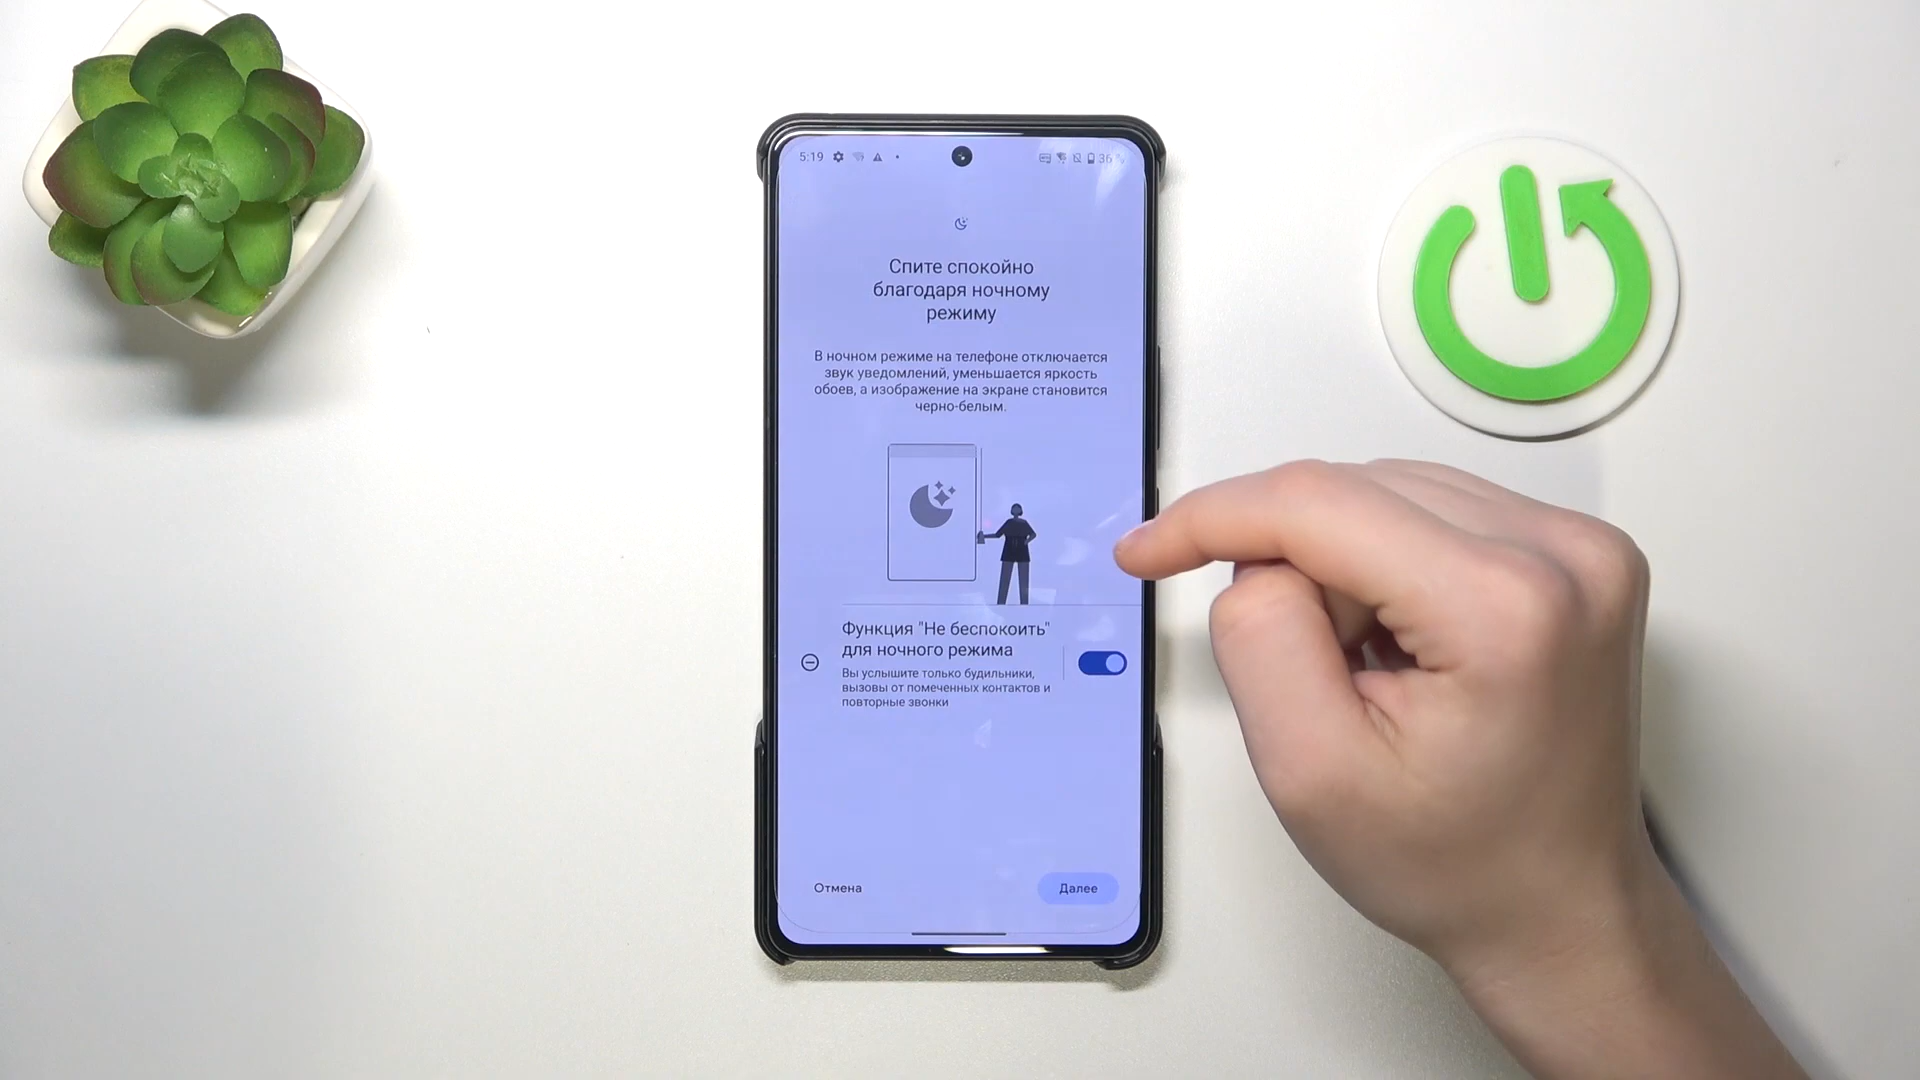 5:19
36
Спите спокойно
благодаря ночному
режиму
В ночном режиме на телефоне отключается
звук уведомлений, уменьшается яркость
обоев, а изображение на экране становится
черно-белым.
Функция "Не беспокоить"
для ночного режима
Вы услышите только будильники,
вызовы от помеченных контактов и
повторные звонки
Отмена
Далее